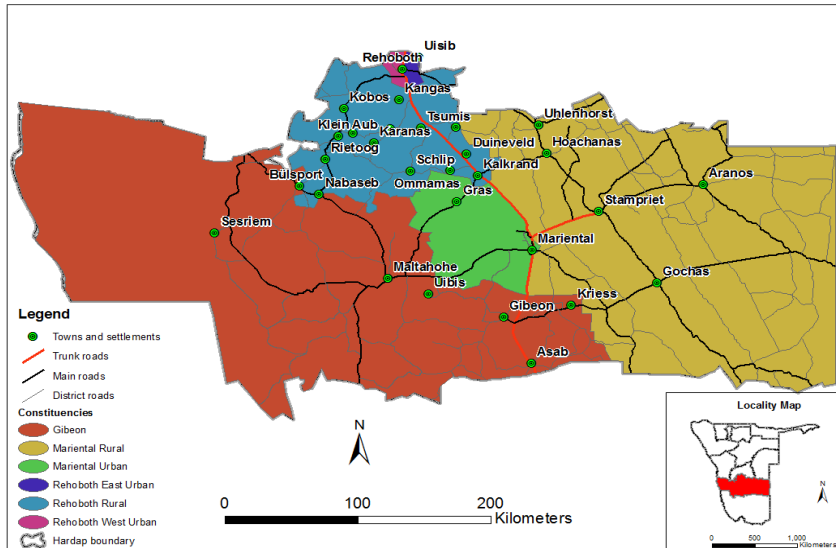 Uisib
Rehoboth
Kangas
Kobos
Tsumis
Uhlenhorst
Klein Aub
Karanas
Duineveld
Hoachanas
Rietoog
Schlip
Kalkrand
Aranos
Bülsport
Nabaseb
Ommamas
Gras
Stampriet
Sesriem
Mariental
Maltahohe
Gochas
Uibis
Kriess
Gibeon
Asab
Legend
Towns and settlements
Trunk roads
Main roads
District roads
Constituencies
Gibeon
Mariental Rural
Mariental Urban
Rehoboth East Urban
Rehoboth Rural
Rehoboth West Urban
Hardap boundary
N
0 100 200
Kilometers
Locality Map
N
0 500 1,000
Kilometers